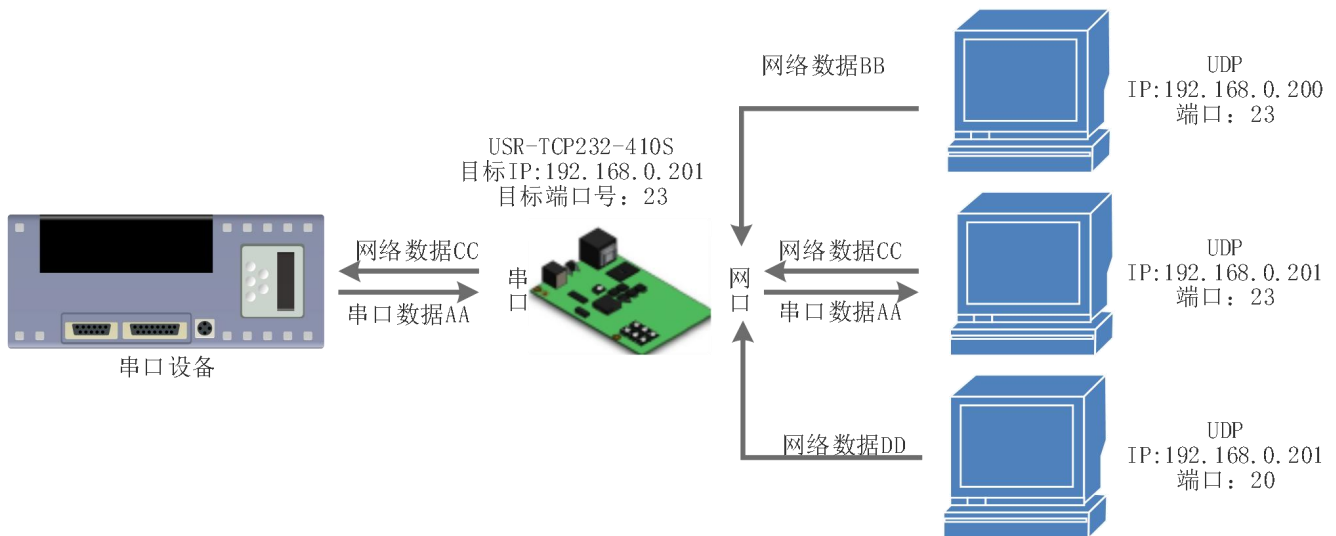 网络数据BB
UDP
IP:192.168.0.200
端口：23
USR-TCP232-410S
目标IP:192.168.0.201
目标端口号：23
网络数据CC
串口数据AA
串口
网口
网络数据CC
串口数据AA
UDP
IP:192.168.0.201
端口：23
串口设备
网络数据DD
UDP
IP:192.168.0.201
端口：20